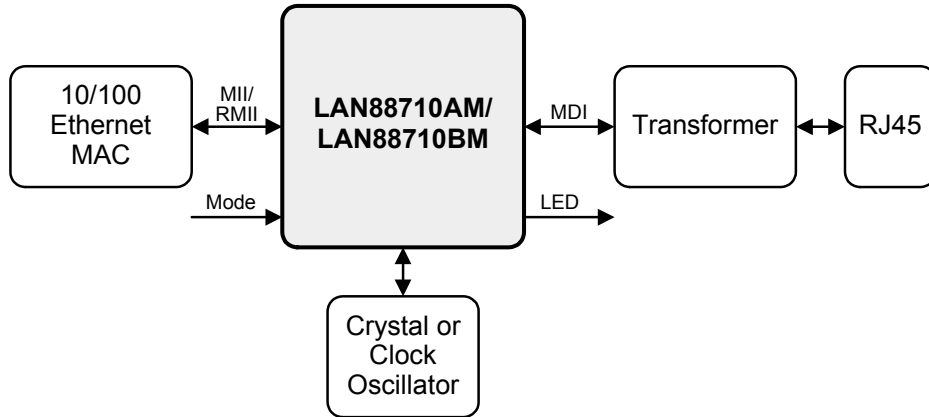 10/100
Ethernet
MAC
MII/
RMII
Mode
LAN88710AM/
LAN88710BM
MDI
LED
Transformer
RJ45
Crystal or
Clock
Oscillator